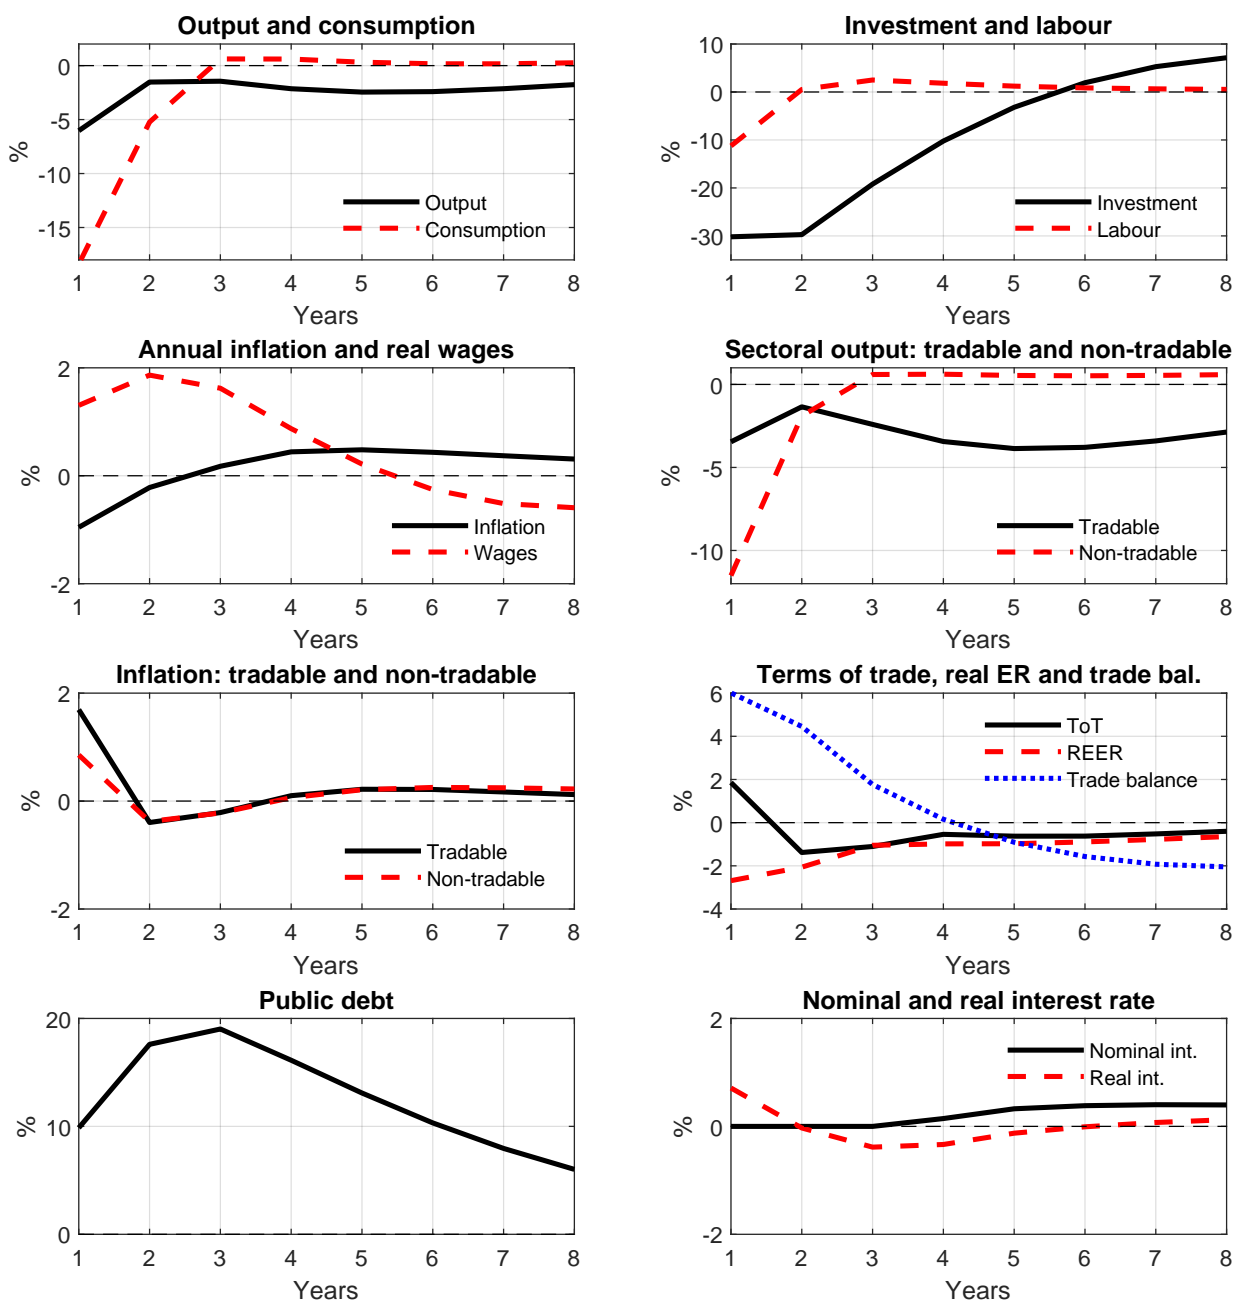 Output and consumption
0
-5
-10
-15
%
Output
Consumption
1 2 3 4 5 6 7 8
Years
Investment and labour
10
0
-10
-20
-30
%
Investment
Labour
1 2 3 4 5 6 7 8
Years
Annual inflation and real wages
2
0
-2
%
Inflation
Wages
1 2 3 4 5 6 7 8
Years
Sectoral output: tradable and non-tradable
0
-5
-10
%
Tradable
Non-tradable
1 2 3 4 5 6 7 8
Years
Inflation: tradable and non-tradable
2
0
-2
%
Tradable
Non-tradable
1 2 3 4 5 6 7 8
Years
Terms of trade, real ER and trade bal.
6
4
2
0
-2
-4
%
ToT
REER
Trade balance
1 2 3 4 5 6 7 8
Years
Public debt
20
10
0
%
1 2 3 4 5 6 7 8
Years
Nominal and real interest rate
2
0
-2
%
Nominal int.
Real int.
1 2 3 4 5 6 7 8
Years